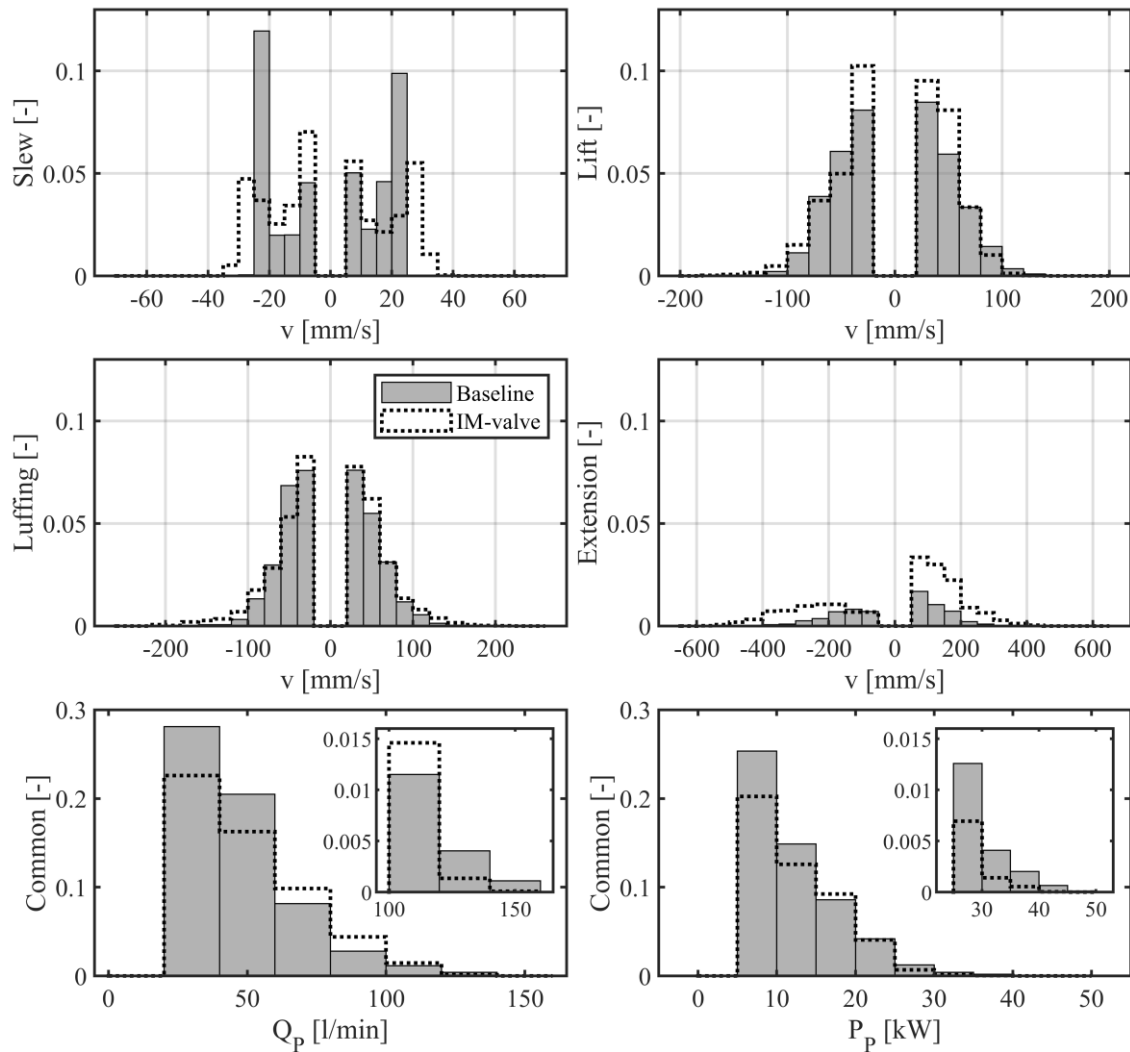 0.1
0.05
0
Slew [-]
-60 -40 -20 0 20 40 60
v [mm/s]
0.1
0.05
0
Lift [-]
-200 -100 0 100 200
v [mm/s]
0.1
0.05
0
Luffing [-]
Baseline
IM-valve
-200 -100 0 100 200
v [mm/s]
0.1
0.05
0
Extension [-]
-600 -400 -200 0 200 400 600
v [mm/s]
0.3
0.2
0.1
0
Common [-]
0.015
0.01
0.005
0
100 150
0 50 100 150
Q_P [l/min]
0.3
0.2
0.1
0
Common [-]
0.015
0.01
0.005
0
30 40 50
0 10 20 30 40 50
P_P [kW]